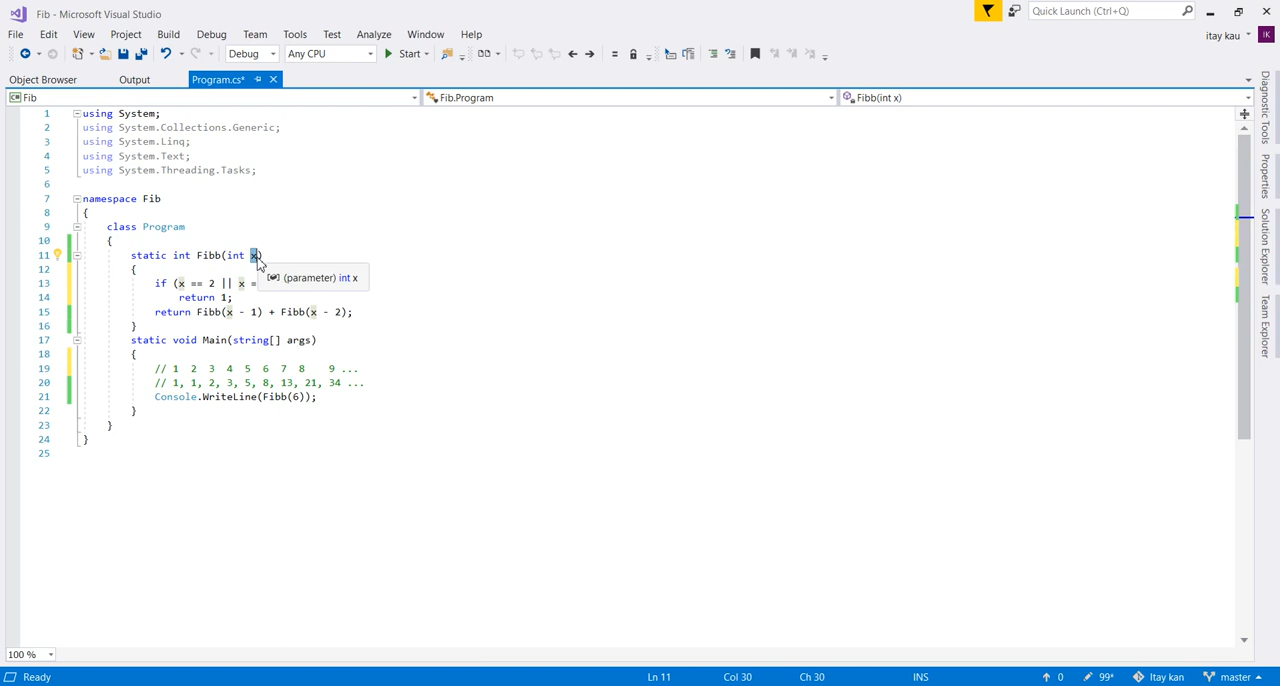 Fib - Microsoft Visual Studio
Quick Launch (Ctrl+Q)
File Edit View Project Build Debug Team Tools Test Analyze Window Help
itay kau IK
Debug Any CPU Start
Object Browser Output Program.cs*
Fib Fib.Program Fibb(int x)
1 using System;
2 using System.Collections.Generic;
3 using System.Linq;
4 using System.Text;
5 using System.Threading.Tasks;
6
7 namespace Fib
8 {
9 class Program
10 {
11 static int Fibb(int x)
12 {
(parameter) int x
13 if (x == 2 || x =
14 return 1;
15 return Fibb(x - 1) + Fibb(x - 2);
16 }
17 static void Main(string[] args)
18 {
19 // 1 2 3 4 5 6 7 8 9 ...
20 // 1, 1, 2, 3, 5, 8, 13, 21, 34 ...
21 Console.WriteLine(Fibb(6));
22 }
23 }
24 }
25
Diagnostic Tools
Properties
Solution Explorer
Team Explorer
100 %
Ready Ln 11 Col 30 Ch 30 INS 0 99* Itay kan master